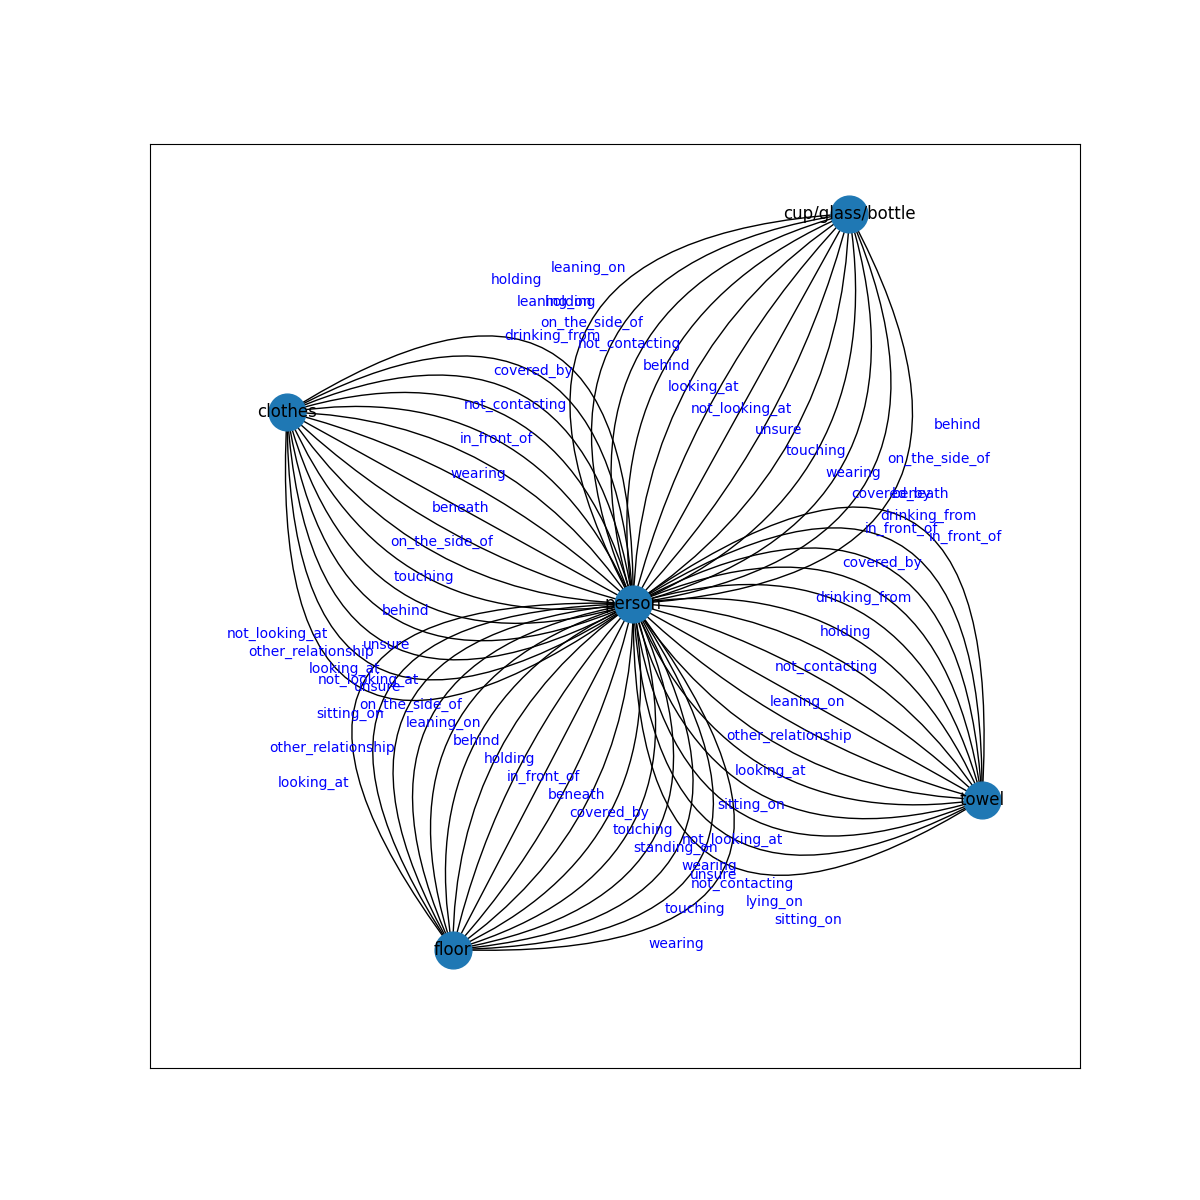 cup/glass/bottle
leaning_on
holding
leaning_on
holding
on_the_side_of
drinking_from
not_contacting
behind
covered_by
looking_at
not_contacting
not_looking_at
clothes
behind
unsure
in_front_of
touching
on_the_side_of
wearing
wearing
covered_by
beneath
beneath
drinking_from
in_front_of
in_front_of
on_the_side_of
covered_by
touching
drinking_from
person
behind
holding
not_looking_at
unsure
other_relationship
not_contacting
looking_at
not_looking_at
unsure
leaning_on
on_the_side_of
sitting_on
leaning_on
other_relationship
behind
other_relationship
holding
looking_at
in_front_of
looking_at
beneath
towel
sitting_on
covered_by
touching
not_looking_at
standing_on
wearing
unsure
not_contacting
lying_on
touching
sitting_on
wearing
floor